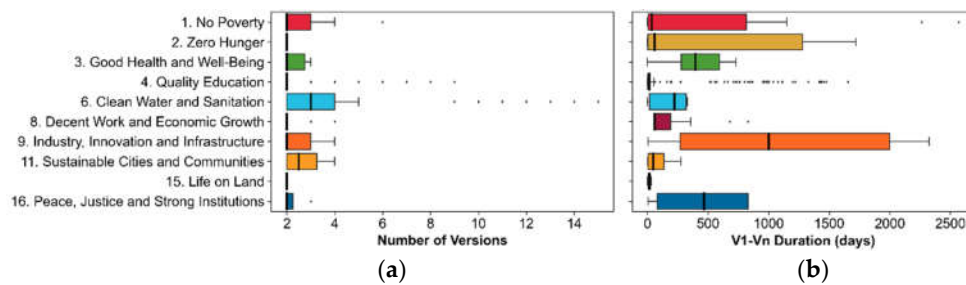 1. No Poverty
2. Zero Hunger
3. Good Health and Well-Being
4. Quality Education
6. Clean Water and Sanitation
8. Decent Work and Economic Growth
9. Industry, Innovation and Infrastructure
11. Sustainable Cities and Communities
15. Life on Land
16. Peace, Justice and Strong Institutions
2 4 6 8 10 12 14
Number of Versions
(a)
0 500 1000 1500 2000 2500
V1-Vn Duration (days)
(b)